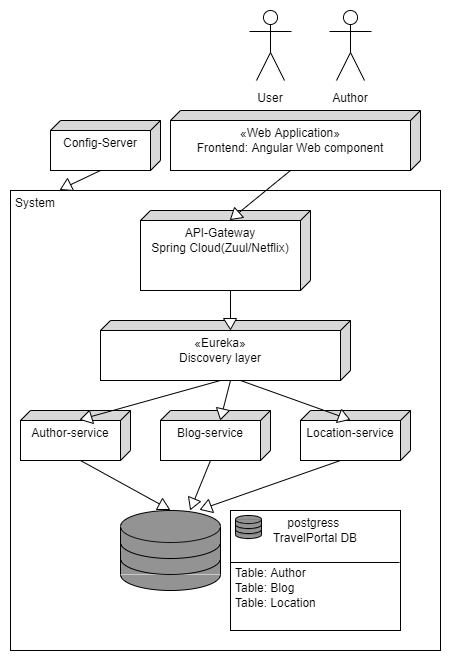 User
Author
Config-Server
«Web Application»
Frontend: Angular Web component
System
API-Gateway
Spring Cloud(Zuul/Netflix)
«Eureka»
Discovery layer
Author-service
Blog-service
Location-service
postgress
TravelPortal DB
Table: Author
Table: Blog
Table: Location